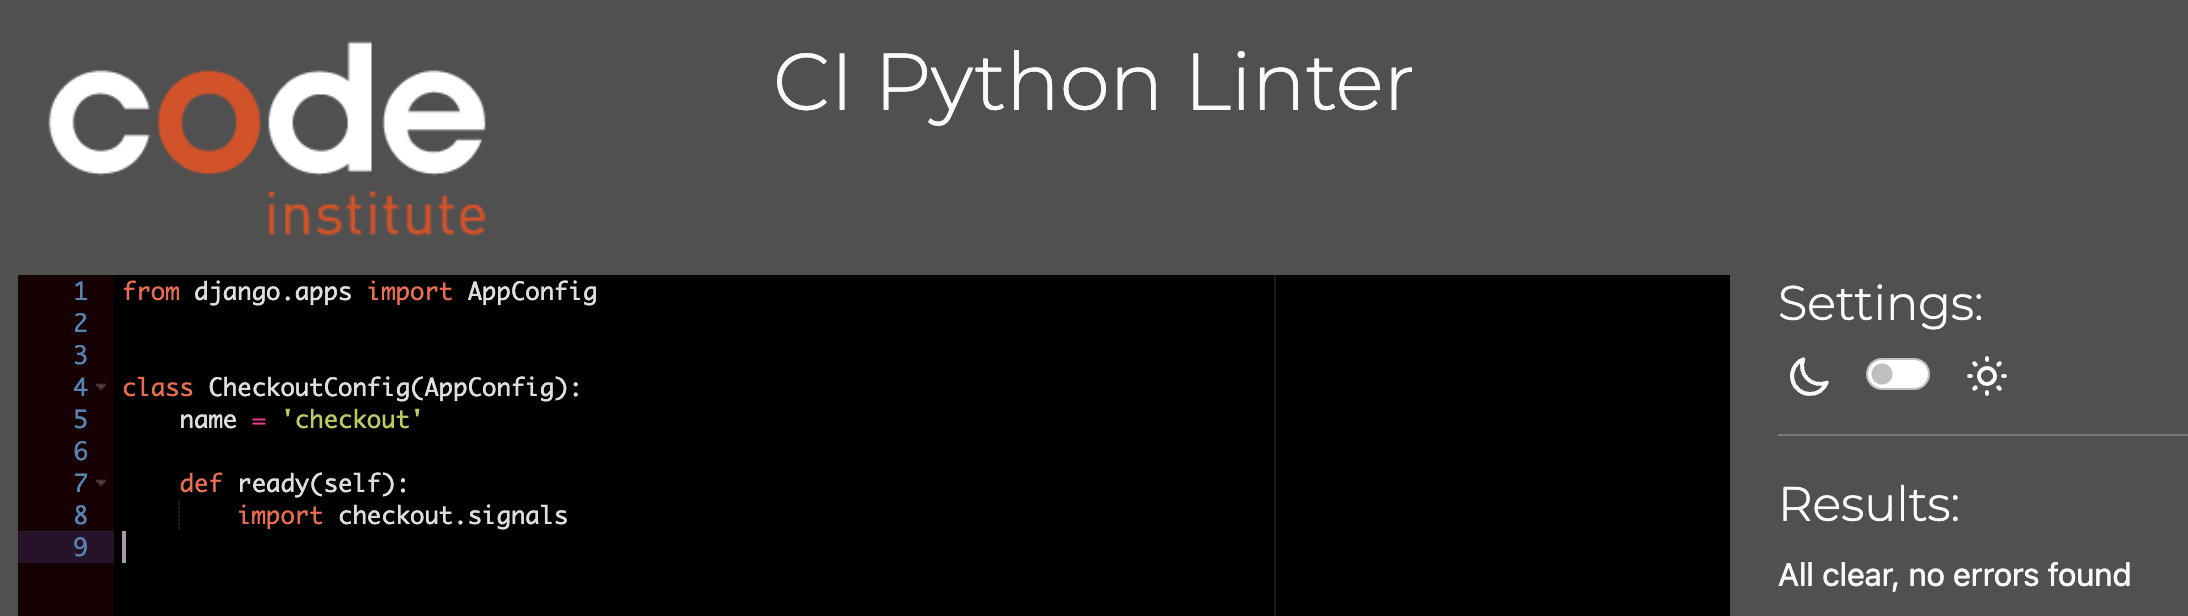 code
institute
CI Python Linter
1 from django.apps import AppConfig
2
3
4 class CheckoutConfig(AppConfig):
5     name = 'checkout'
6
7     def ready(self):
8         import checkout.signals
9
Settings:
Results:
All clear, no errors found